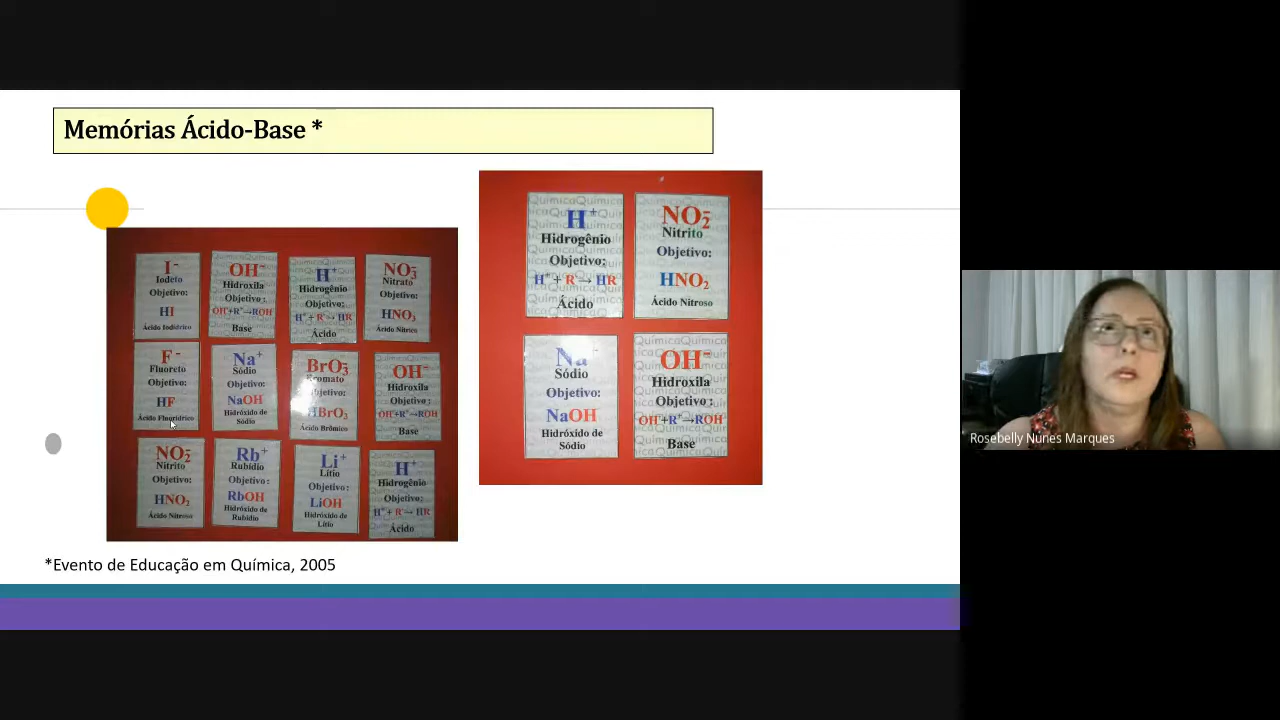 Memórias Ácido-Base *
I-
Iodeto
Objetivo:
HI
Ácido Iodídrico
OH-
Hidroxila
Objetivo :
OH-+R+→ROH
Base
H+
Hidrogênio
Objetivo:
H+ + R-→ HR
Ácido
NO3-
Nitrato
Objetivo:
HNO3
Ácido Nítrico
F-
Fluoreto
Objetivo:
HF
Ácido Fluorídrico
Na+
Sódio
Objetivo:
NaOH
Hidróxido de
Sódio
BrO3-
Bromato
Objetivo:
HBrO3
Ácido Brômico
OH-
Hidroxila
Objetivo :
OH-+R+→ROH
Base
NO2-
Nitrito
Objetivo:
HNO2
Ácido Nitroso
Rb+
Rubídio
Objetivo :
RbOH
Hidróxido de
Rubídio
Li+
Lítio
Objetivo :
LiOH
Hidróxido de
Lítio
H+
Hidrogênio
Objetivo:
H+ + R-→ HR
Ácido
H+
Hidrogênio
Objetivo:
H+ + R-→ HR
Ácido
NO2-
Nitrito
Objetivo:
HNO2
Ácido Nitroso
Na
Sódio
Objetivo:
NaOH
Hidróxido de
Sódio
OH-
Hidroxila
Objetivo :
OH-+R+→ROH
Base
*Evento de Educação em Química, 2005
Rosebelly Nunes Marques